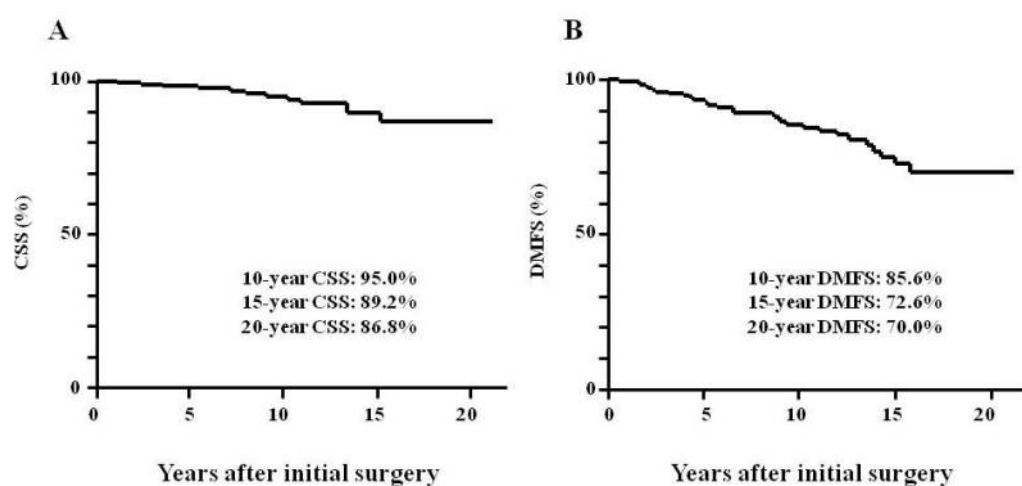 A
100
50
0
CSS (%)
10-year CSS: 95.0%
15-year CSS: 89.2%
20-year CSS: 86.8%
0 5 10 15 20
Years after initial surgery
B
100
50
0
DMFS (%)
10-year DMFS: 85.6%
15-year DMFS: 72.6%
20-year DMFS: 70.0%
0 5 10 15 20
Years after initial surgery